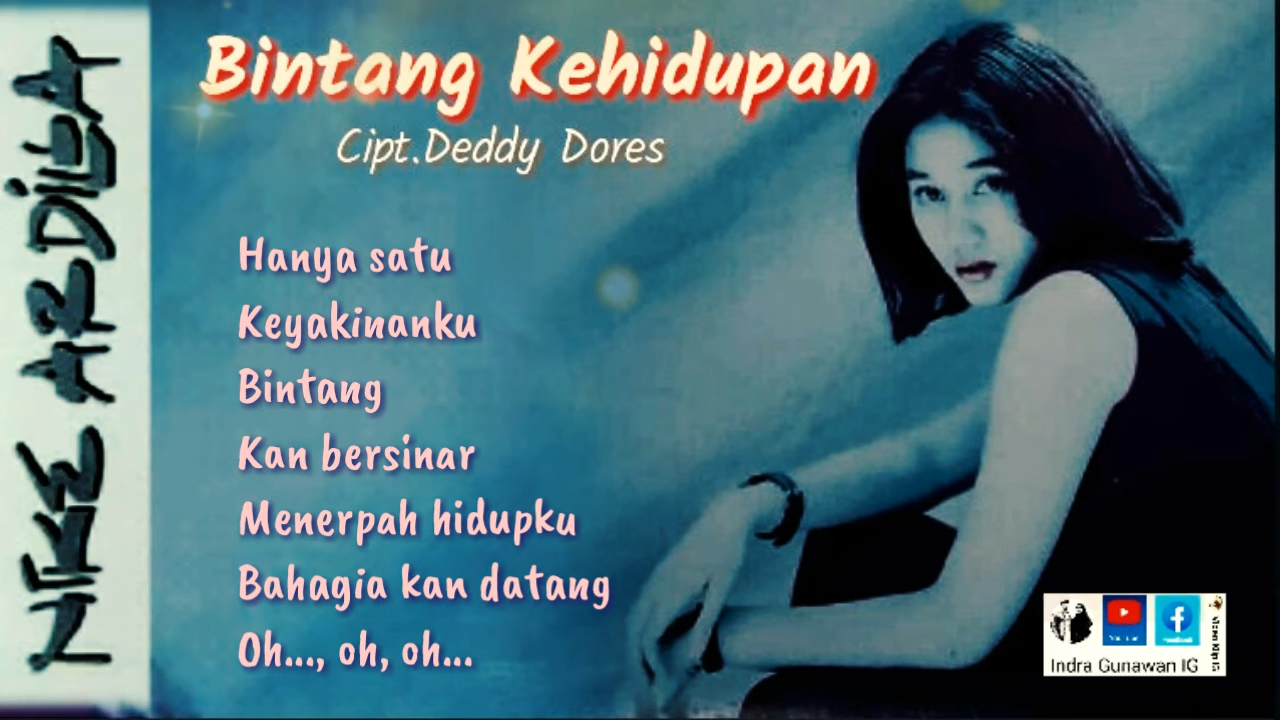 NIKE ARDILLA
Bintang Kehidupan
Cipt.Deddy Dores
Hanya satu
Keyakinanku
Bintang
Kan bersinar
Menerpah hidupku
Bahagia kan datang
Oh..., oh, oh...
Indra Gunawan IG